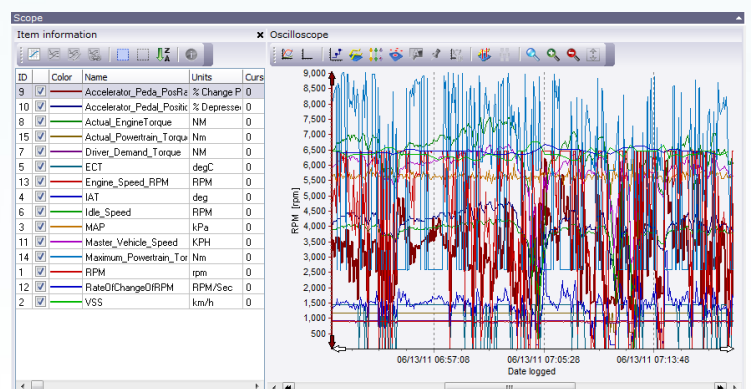 Scope
Item information
Oscilloscope
ID Color Name Units Curs
9 Accelerator_Peda_PosRa % Change P 0
10 Accelerator_Pedal_Positic % Depressed 0
8 Actual_EngineTorque NM 0
15 Actual_Powertrain_Torqu Nm 0
7 Driver_Demand_Torque NM 0
5 ECT degC 0
13 Engine_Speed_RPM RPM 0
4 IAT deg 0
6 Idle_Speed RPM 0
3 MAP kPa 0
11 Master_Vehicle_Speed KPH 0
14 Maximum_Powertrain_Tor Nm 0
1 RPM rpm 0
12 RateOfChangeOfRPM RPM/Sec 0
2 VSS km/h 0
9,000
8,500
8,000
7,500
7,000
6,500
6,000
5,500
5,000
4,500
4,000
3,500
3,000
2,500
2,000
1,500
1,000
500
RPM [rpm]
06/13/11 06:57:08 06/13/11 07:05:28 06/13/11 07:13:48
Date logged